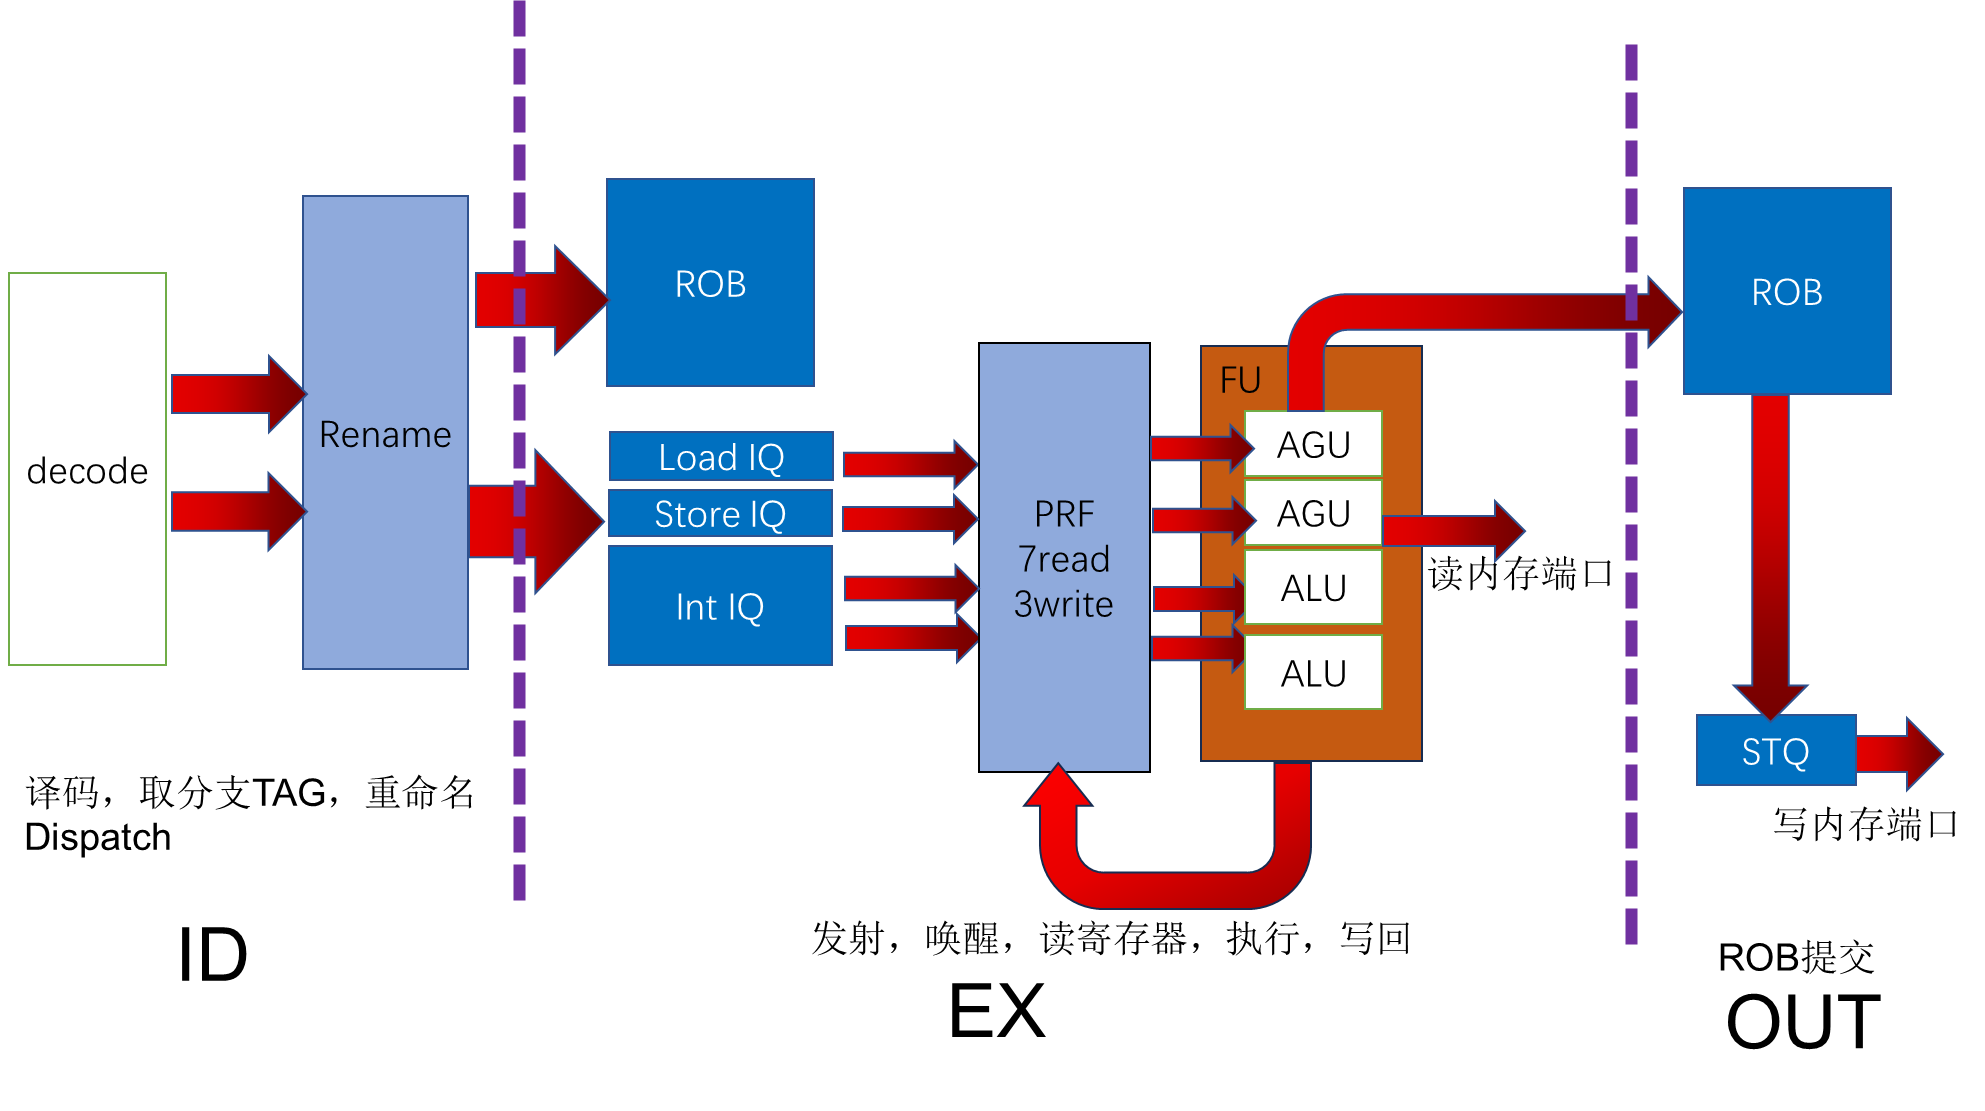 decode
Rename
ROB
Load IQ
Store IQ
Int IQ
PRF
7read
3write
FU
AGU
AGU
ALU
ALU
读内存端口
ROB
STQ
写内存端口
译码，取分支TAG，重命名
Dispatch
ID
发射，唤醒，读寄存器，执行，写回
EX
ROB提交
OUT